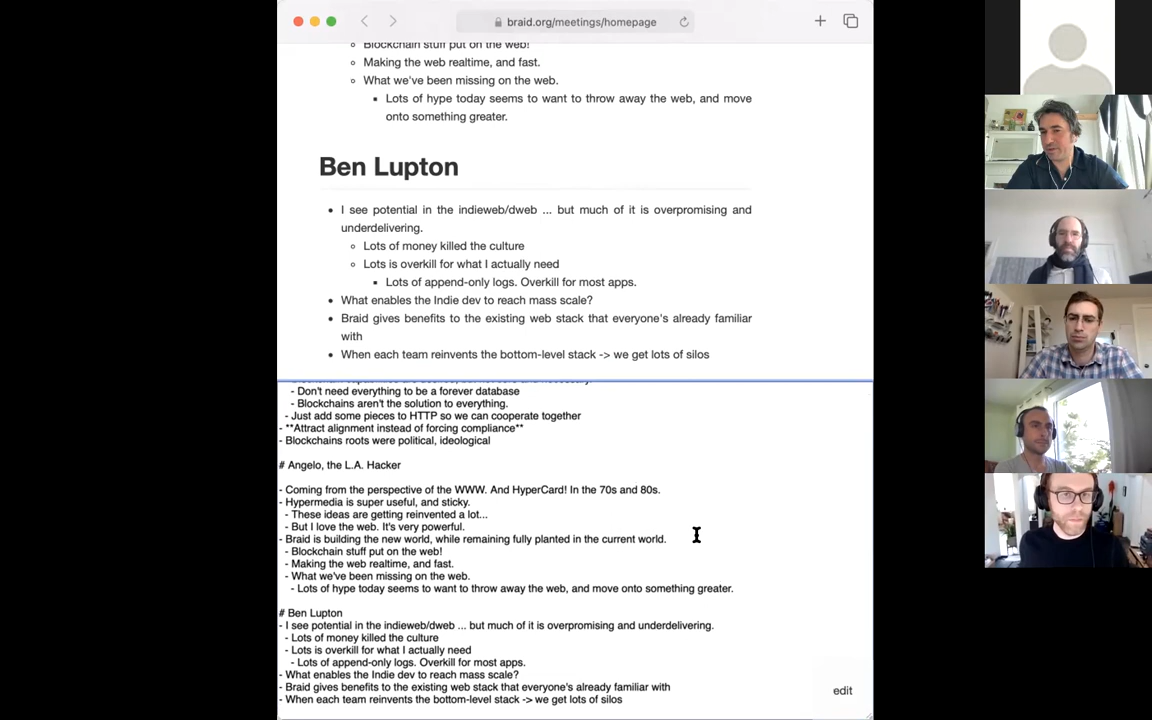 braid.org/meetings/homepage
Blockchain stuff put on the web!
Making the web realtime, and fast.
What we've been missing on the web.
Lots of hype today seems to want to throw away the web, and move
onto something greater.
Ben Lupton
I see potential in the indieweb/dweb ... but much of it is overpromising and
underdelivering.
Lots of money killed the culture
Lots is overkill for what I actually need
Lots of append-only logs. Overkill for most apps.
What enables the Indie dev to reach mass scale?
Braid gives benefits to the existing web stack that everyone's already familiar
with
When each team reinvents the bottom-level stack -> we get lots of silos
- Don't need everything to be a forever database
- Blockchains aren't the solution to everything.
- Just add some pieces to HTTP so we can cooperate together
- **Attract alignment instead of forcing compliance**
- Blockchains roots were political, ideological
# Angelo, the L.A. Hacker
- Coming from the perspective of the WWW. And HyperCard! In the 70s and 80s.
- Hypermedia is super useful, and sticky.
- These ideas are getting reinvented a lot...
- But I love the web. It's very powerful.
- Braid is building the new world, while remaining fully planted in the current world.
- Blockchain stuff put on the web!
- Making the web realtime, and fast.
- What we've been missing on the web.
- Lots of hype today seems to want to throw away the web, and move onto something greater.
# Ben Lupton
- I see potential in the indieweb/dweb ... but much of it is overpromising and underdelivering.
- Lots of money killed the culture
- Lots is overkill for what I actually need
- Lots of append-only logs. Overkill for most apps.
- What enables the Indie dev to reach mass scale?
- Braid gives benefits to the existing web stack that everyone's already familiar with
- When each team reinvents the bottom-level stack -> we get lots of silos
edit